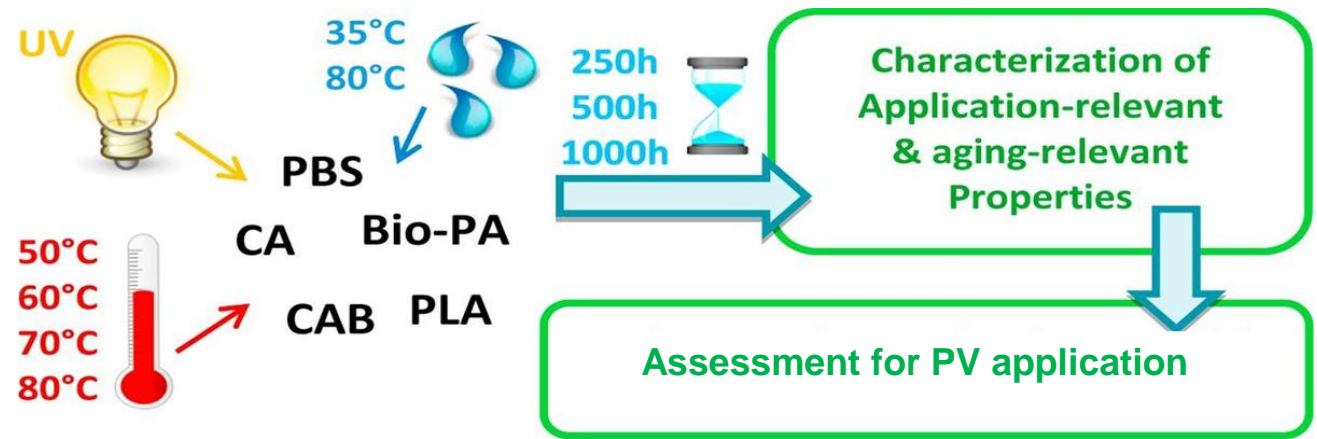 UV
35°C
80°C
250h
500h
1000h
Characterization of
Application-relevant
& aging-relevant
Properties
PBS
CA
Bio-PA
CAB
PLA
50°C
60°C
70°C
80°C
Assessment for PV application